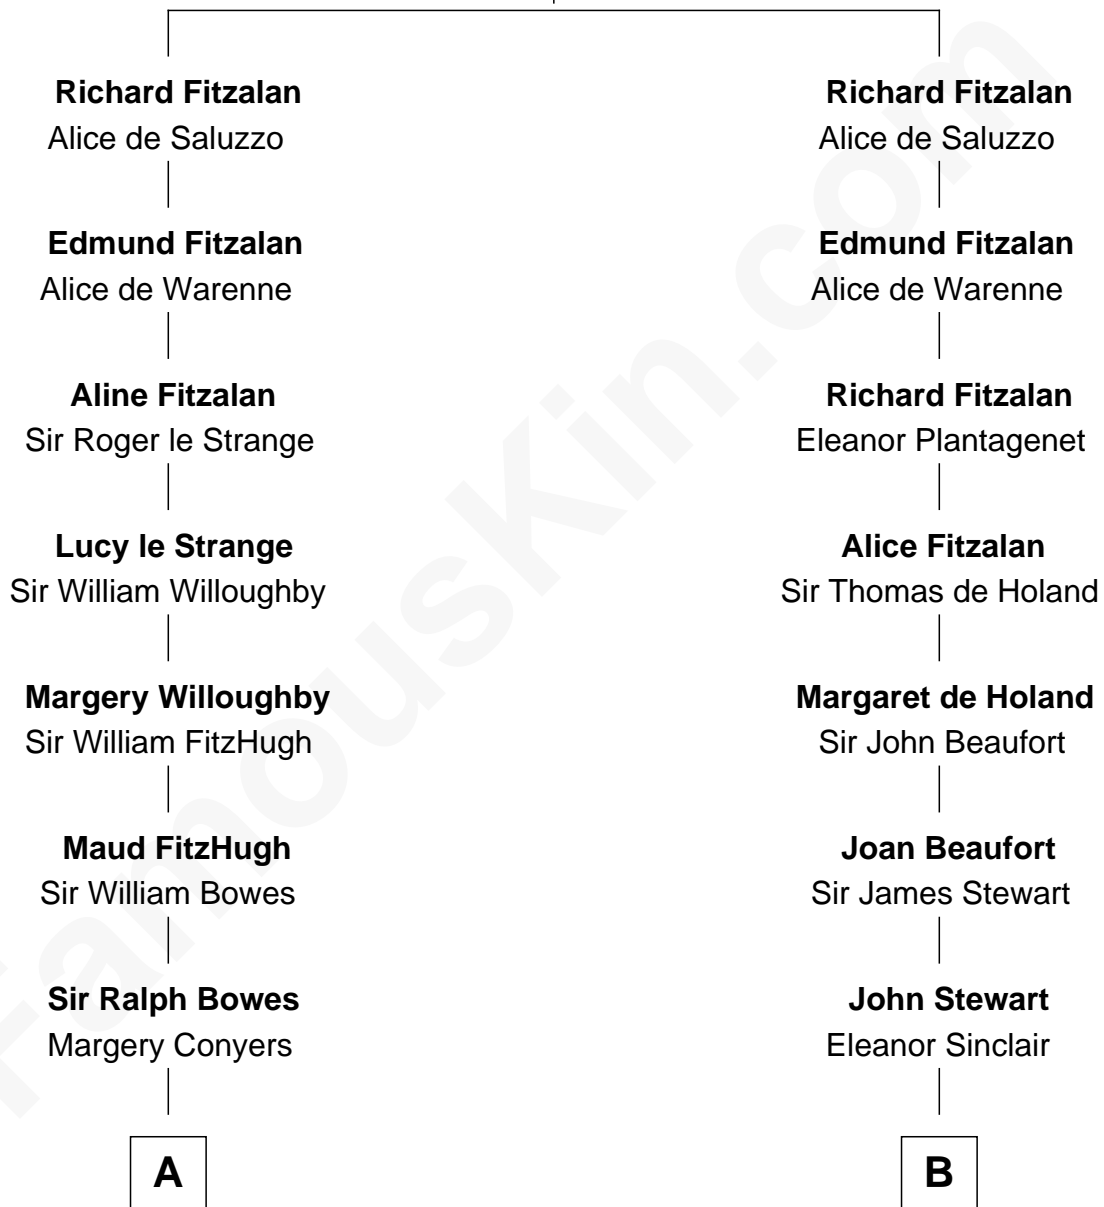 Richard Fitzalan
Alice de Saluzzo
Edmund Fitzalan
Alice de Warenne
Aline Fitzalan
Sir Roger le Strange
Lucy le Strange
Sir William Willoughby
Margery Willoughby
Sir William FitzHugh
Maud FitzHugh
Sir William Bowes
Sir Ralph Bowes
Margery Conyers
A
Richard Fitzalan
Alice de Saluzzo
Edmund Fitzalan
Alice de Warenne
Richard Fitzalan
Eleanor Plantagenet
Alice Fitzalan
Sir Thomas de Holand
Margaret de Holand
Sir John Beaufort
Joan Beaufort
Sir James Stewart
John Stewart
Eleanor Sinclair
B
FamousKin.com